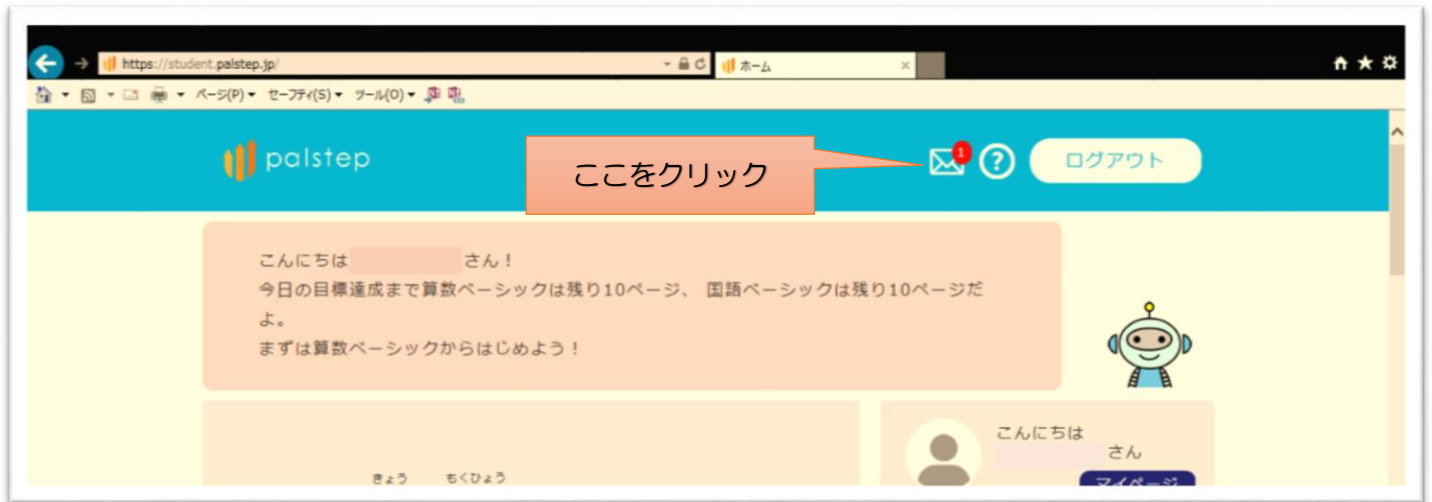 https://student.palstep.jp/
ホーム
ページ(P) セーフティ(S) ツール(O)
palstep
ここをクリック
1
?
ログアウト
こんにちは さん！
今日の目標達成まで算数ベーシックは残り10ページ、 国語ベーシックは残り10ページだ
よ。
まずは算数ベーシックからはじめよう！
こんにちは
さん
マイページ
きょう もくひょう